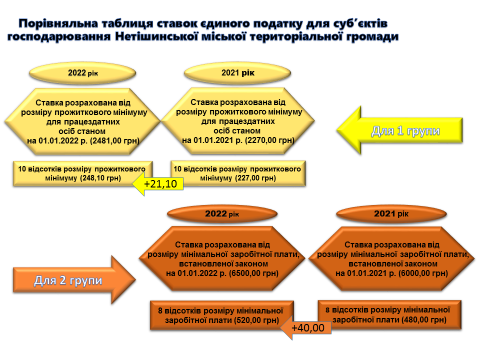 Порівняльна таблиця ставок єдиного податку для суб´єктів
господарювання Нетішинської міської територіальної громади
2022 рік
2021 рік
Ставка розрахована від
розміру прожиткового мінімуму
для працездатних
осіб станом
на 01.01.2022 р. (2481,00 грн)
Ставка розрахована від
розміру прожиткового мінімуму
для працездатних
осіб станом
на 01.01.2021 р. (2270,00 грн)
Для 1 групи
10 відсотків розміру прожиткового
мінімуму (248,10 грн)
10 відсотків розміру прожиткового
мінімуму (227,00 грн)
+21,10
2022 рік
2021 рік
Ставка розрахована від
розміру мінімальної заробітної плати,
встановленої законом
на 01.01.2022 г. (6500,00 грн)
Ставка розрахована від
розміру мінімальної заробітної плати,
встановленої законом
на 01.01.2021 г. (6000,00 грн)
Для 2 групи
8 відсотків розміру мінімальної
заробітної плати (520,00 грн)
8 відсотків розміру мінімальної
заробітної плати (480,00 грн)
+40,00